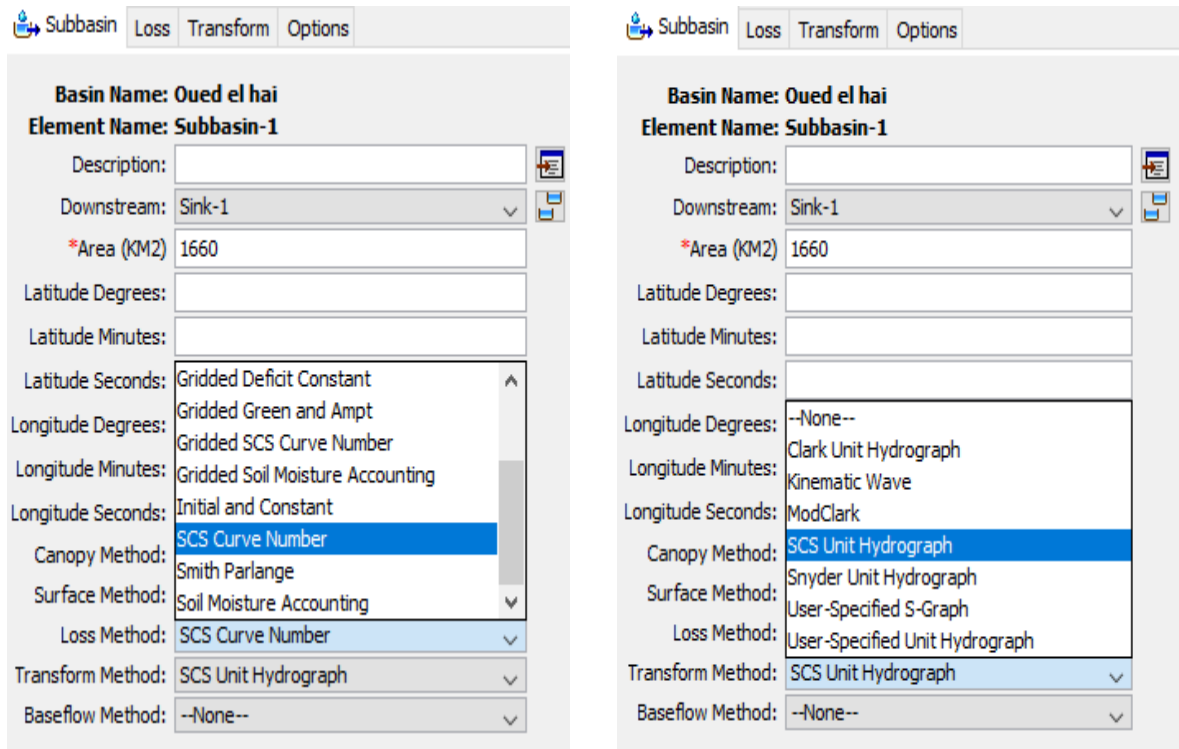 Subbasin Loss Transform Options
Basin Name: Oued el hai
Element Name: Subbasin-1
Description:
Downstream: Sink-1
*Area (KM2) 1660
Latitude Degrees:
Latitude Minutes:
Latitude Seconds:
Longitude Degrees:
Longitude Minutes:
Longitude Seconds:
Canopy Method:
Surface Method:
Gridded Deficit Constant
Gridded Green and Ampt
Gridded SCS Curve Number
Gridded Soil Moisture Accounting
Initial and Constant
SCS Curve Number
Smith Parlange
Soil Moisture Accounting
Loss Method: SCS Curve Number
Transform Method: SCS Unit Hydrograph
Baseflow Method: --None--
Subbasin Loss Transform Options
Basin Name: Oued el hai
Element Name: Subbasin-1
Description:
Downstream: Sink-1
*Area (KM2) 1660
Latitude Degrees:
Latitude Minutes:
Latitude Seconds:
Longitude Degrees:
Longitude Minutes:
Longitude Seconds:
Canopy Method:
Surface Method:
Loss Method:
--None--
Clark Unit Hydrograph
Kinematic Wave
ModClark
SCS Unit Hydrograph
Snyder Unit Hydrograph
User-Specified S-Graph
User-Specified Unit Hydrograph
Transform Method: SCS Unit Hydrograph
Baseflow Method: --None--